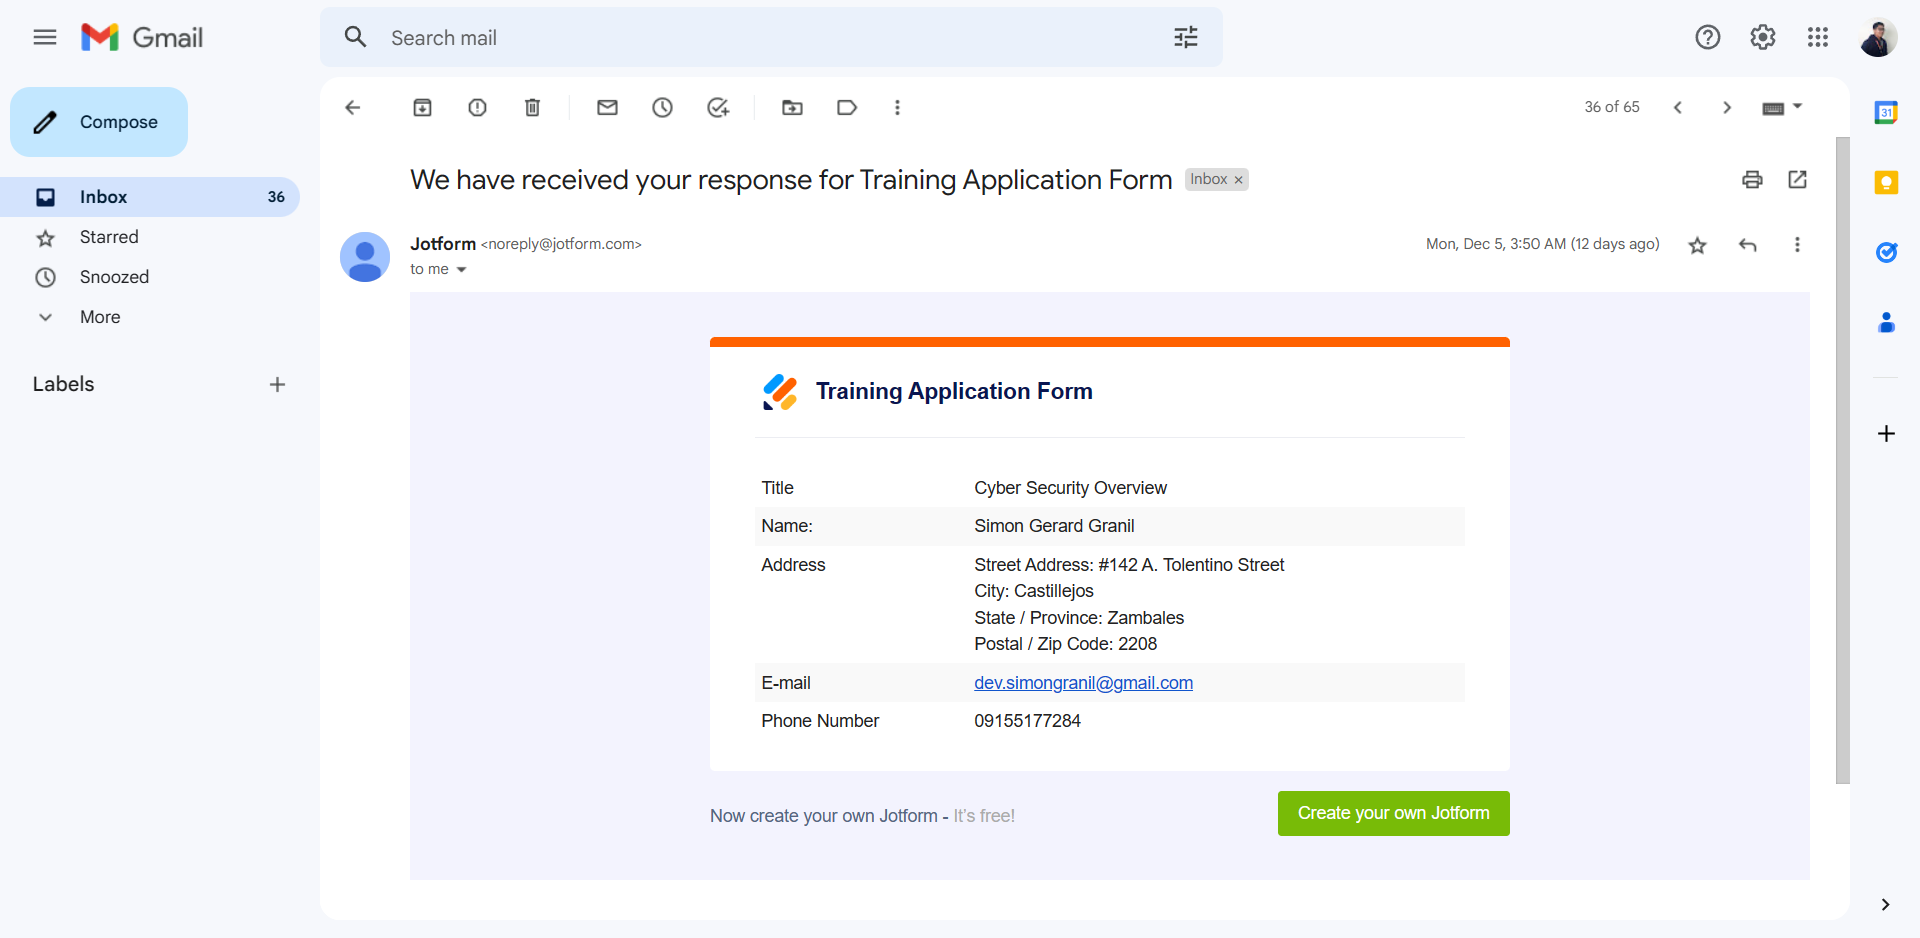 Gmail
Search mail
Compose
36 of 65
Inbox 36
Starred
Snoozed
More
Labels
We have received your response for Training Application Form Inbox ×
Jotform <noreply@jotform.com>
Mon, Dec 5, 3:50 AM (12 days ago)
to me
Training Application Form
Title Cyber Security Overview
Name: Simon Gerard Granil
Address Street Address: #142 A. Tolentino Street
City: Castillejos
State / Province: Zambales
Postal / Zip Code: 2208
E-mail dev.simongranil@gmail.com
Phone Number 09155177284
Now create your own Jotform - It's free!
Create your own Jotform
31